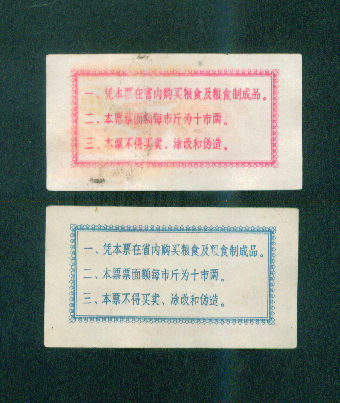 一、凭本票在省内购买粮食及粮食制成品。
二、本票票面额每市斤为十市两。
三、本票不得买卖、涂改和伪造。
一、凭本票在省内购买粮食及粮食制成品。
二、本票票面额每市斤为十市两。
三、本票不得买卖、涂改和伪造。